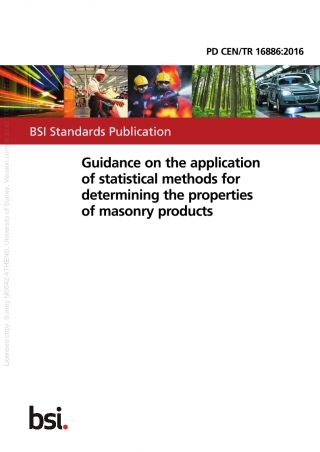 PD CEN/TR 16886:2016
BSI Standards Publication
Guidance on the application
of statistical methods for
determining the properties
of masonry products
bsi.